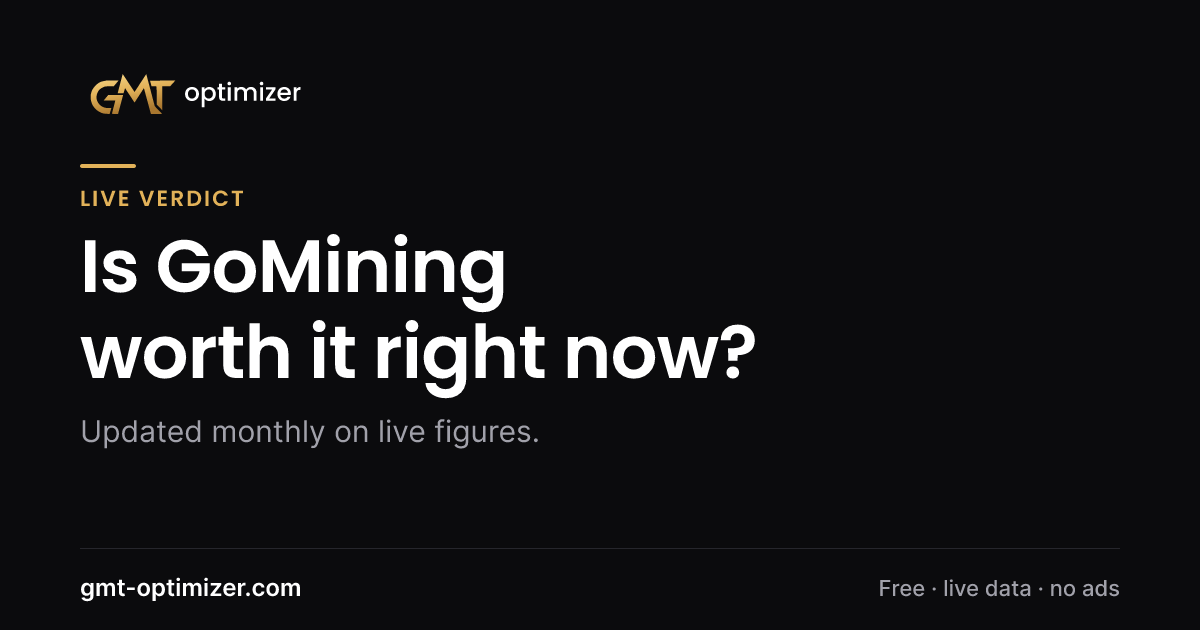 GMT optimizer
LIVE VERDICT
Is GoMining
worth it right now?
Updated monthly on live figures.
gmt-optimizer.com
Free · live data · no ads